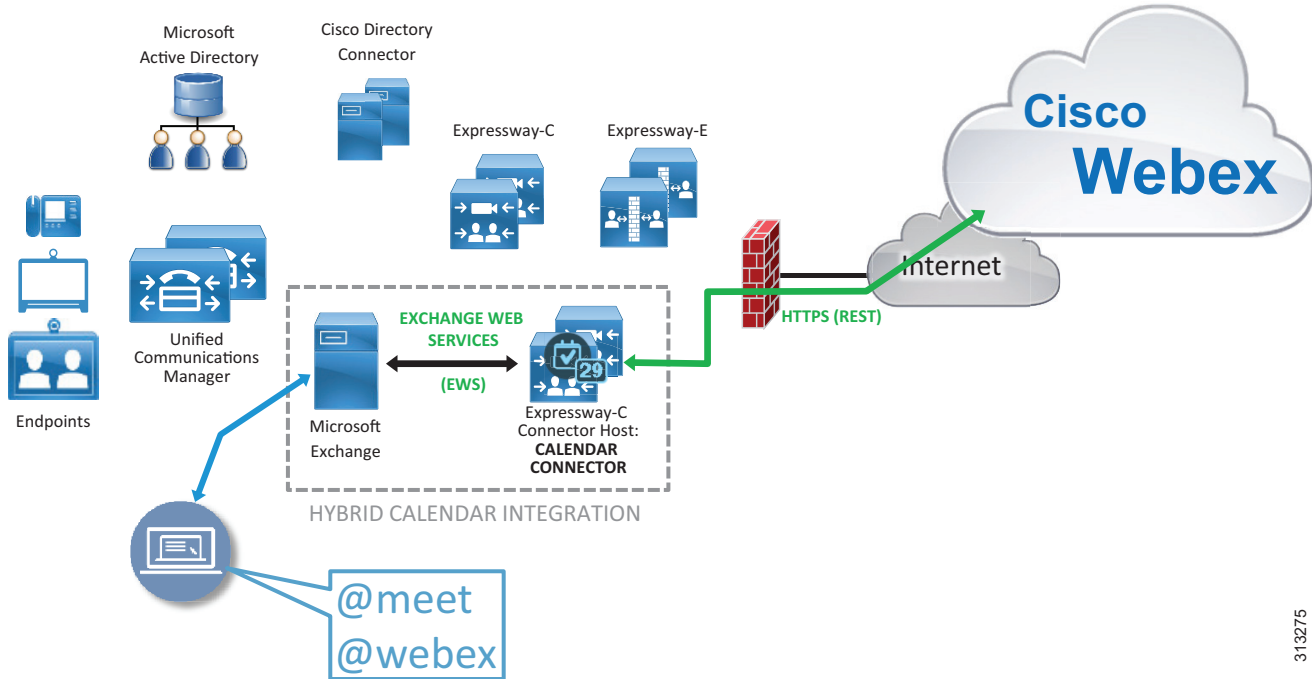 Microsoft
Active Directory
Cisco Directory
Connector
Expressway-C
Expressway-E
Cisco
Webex
Internet
HTTPS (REST)
Unified
Communications
Manager
Endpoints
EXCHANGE WEB
SERVICES
(EWS)
29
Microsoft
Exchange
Expressway-C
Connector Host:
CALENDAR
CONNECTOR
HYBRID CALENDAR INTEGRATION
@meet
@webex
313275